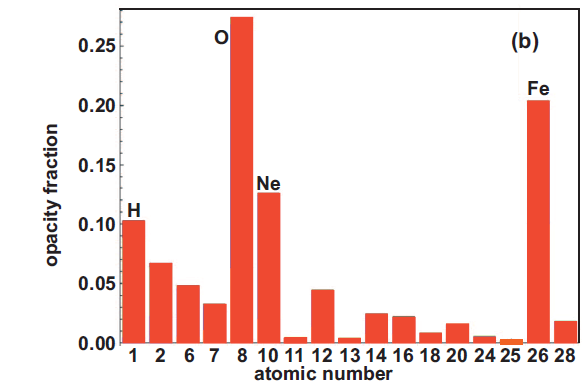 (b)
O
Fe
Ne
H
0.25
0.20
0.15
0.10
0.05
0.00
opacity fraction
1 2 6 7 8 10 11 12 13 14 16 18 20 24 25 26 28
atomic number